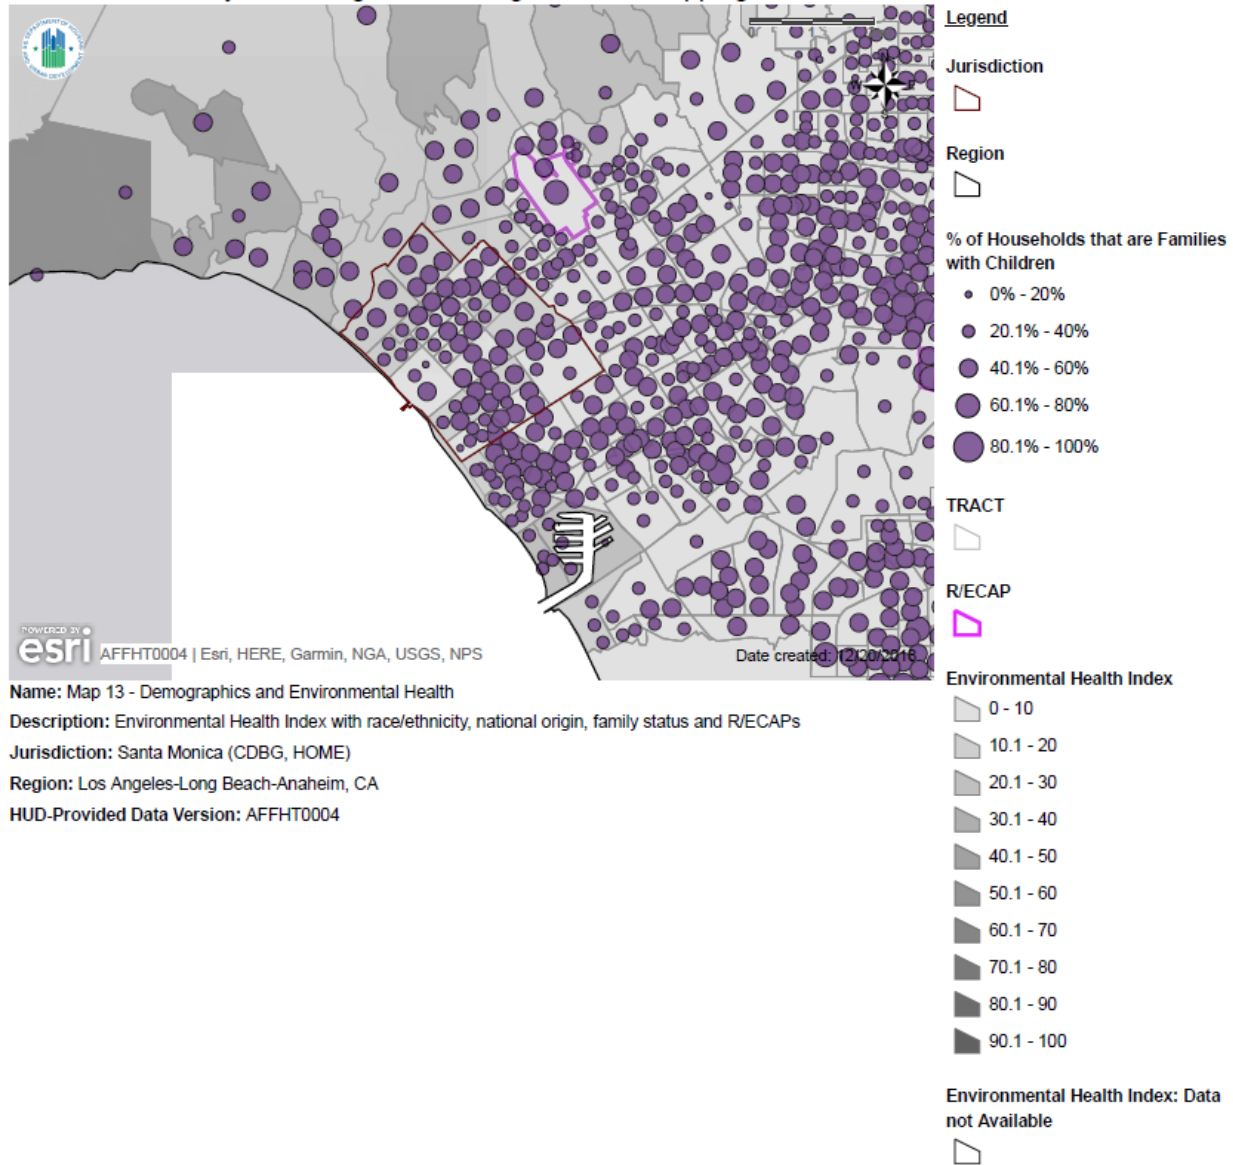 Legend
Jurisdiction
Region
% of Households that are Families
with Children
0% - 20%
20.1% - 40%
40.1% - 60%
60.1% - 80%
80.1% - 100%
TRACT
R/ECAP
Environmental Health Index
0 - 10
10.1 - 20
20.1 - 30
30.1 - 40
40.1 - 50
50.1 - 60
60.1 - 70
70.1 - 80
80.1 - 90
90.1 - 100
Environmental Health Index: Data
not Available
POWERED BY
esri
AFFHT0004 | Esri, HERE, Garmin, NGA, USGS, NPS
Date created: 12/20/2018
Name: Map 13 - Demographics and Environmental Health
Description: Environmental Health Index with race/ethnicity, national origin, family status and R/ECAPs
Jurisdiction: Santa Monica (CDBG, HOME)
Region: Los Angeles-Long Beach-Anaheim, CA
HUD-Provided Data Version: AFFHT0004